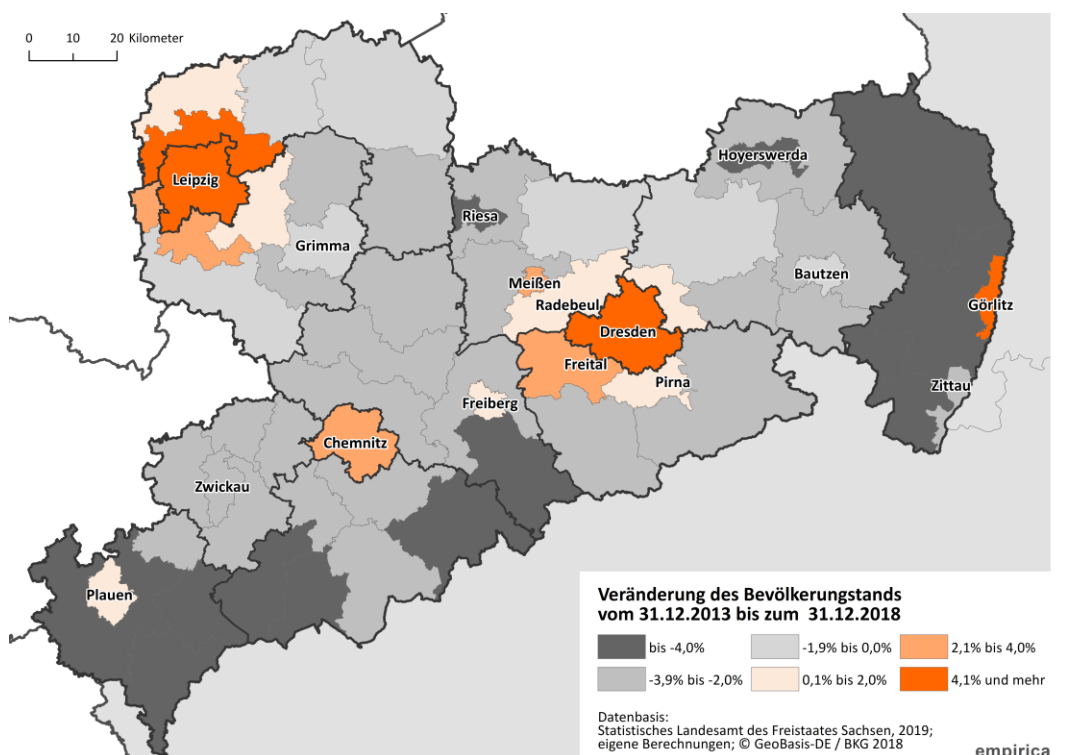 0 10 20 Kilometer
Hoyerswerda
Leipzig
Riesa
Grimma
Bautzen
Meißen
Radebeul
Görlitz
Dresden
Freital
Pirna
Zittau
Freiberg
Chemnitz
Zwickau
Plauen
Veränderung des Bevölkerungstands
vom 31.12.2013 bis zum 31.12.2018
bis -4,0%
-1,9% bis 0,0%
2,1% bis 4,0%
-3,9% bis -2,0%
0,1% bis 2,0%
4,1% und mehr
Datenbasis:
Statistisches Landesamt des Freistaates Sachsen, 2019;
eigene Berechnungen; © GeoBasis-DE / BKG 2018
empirica